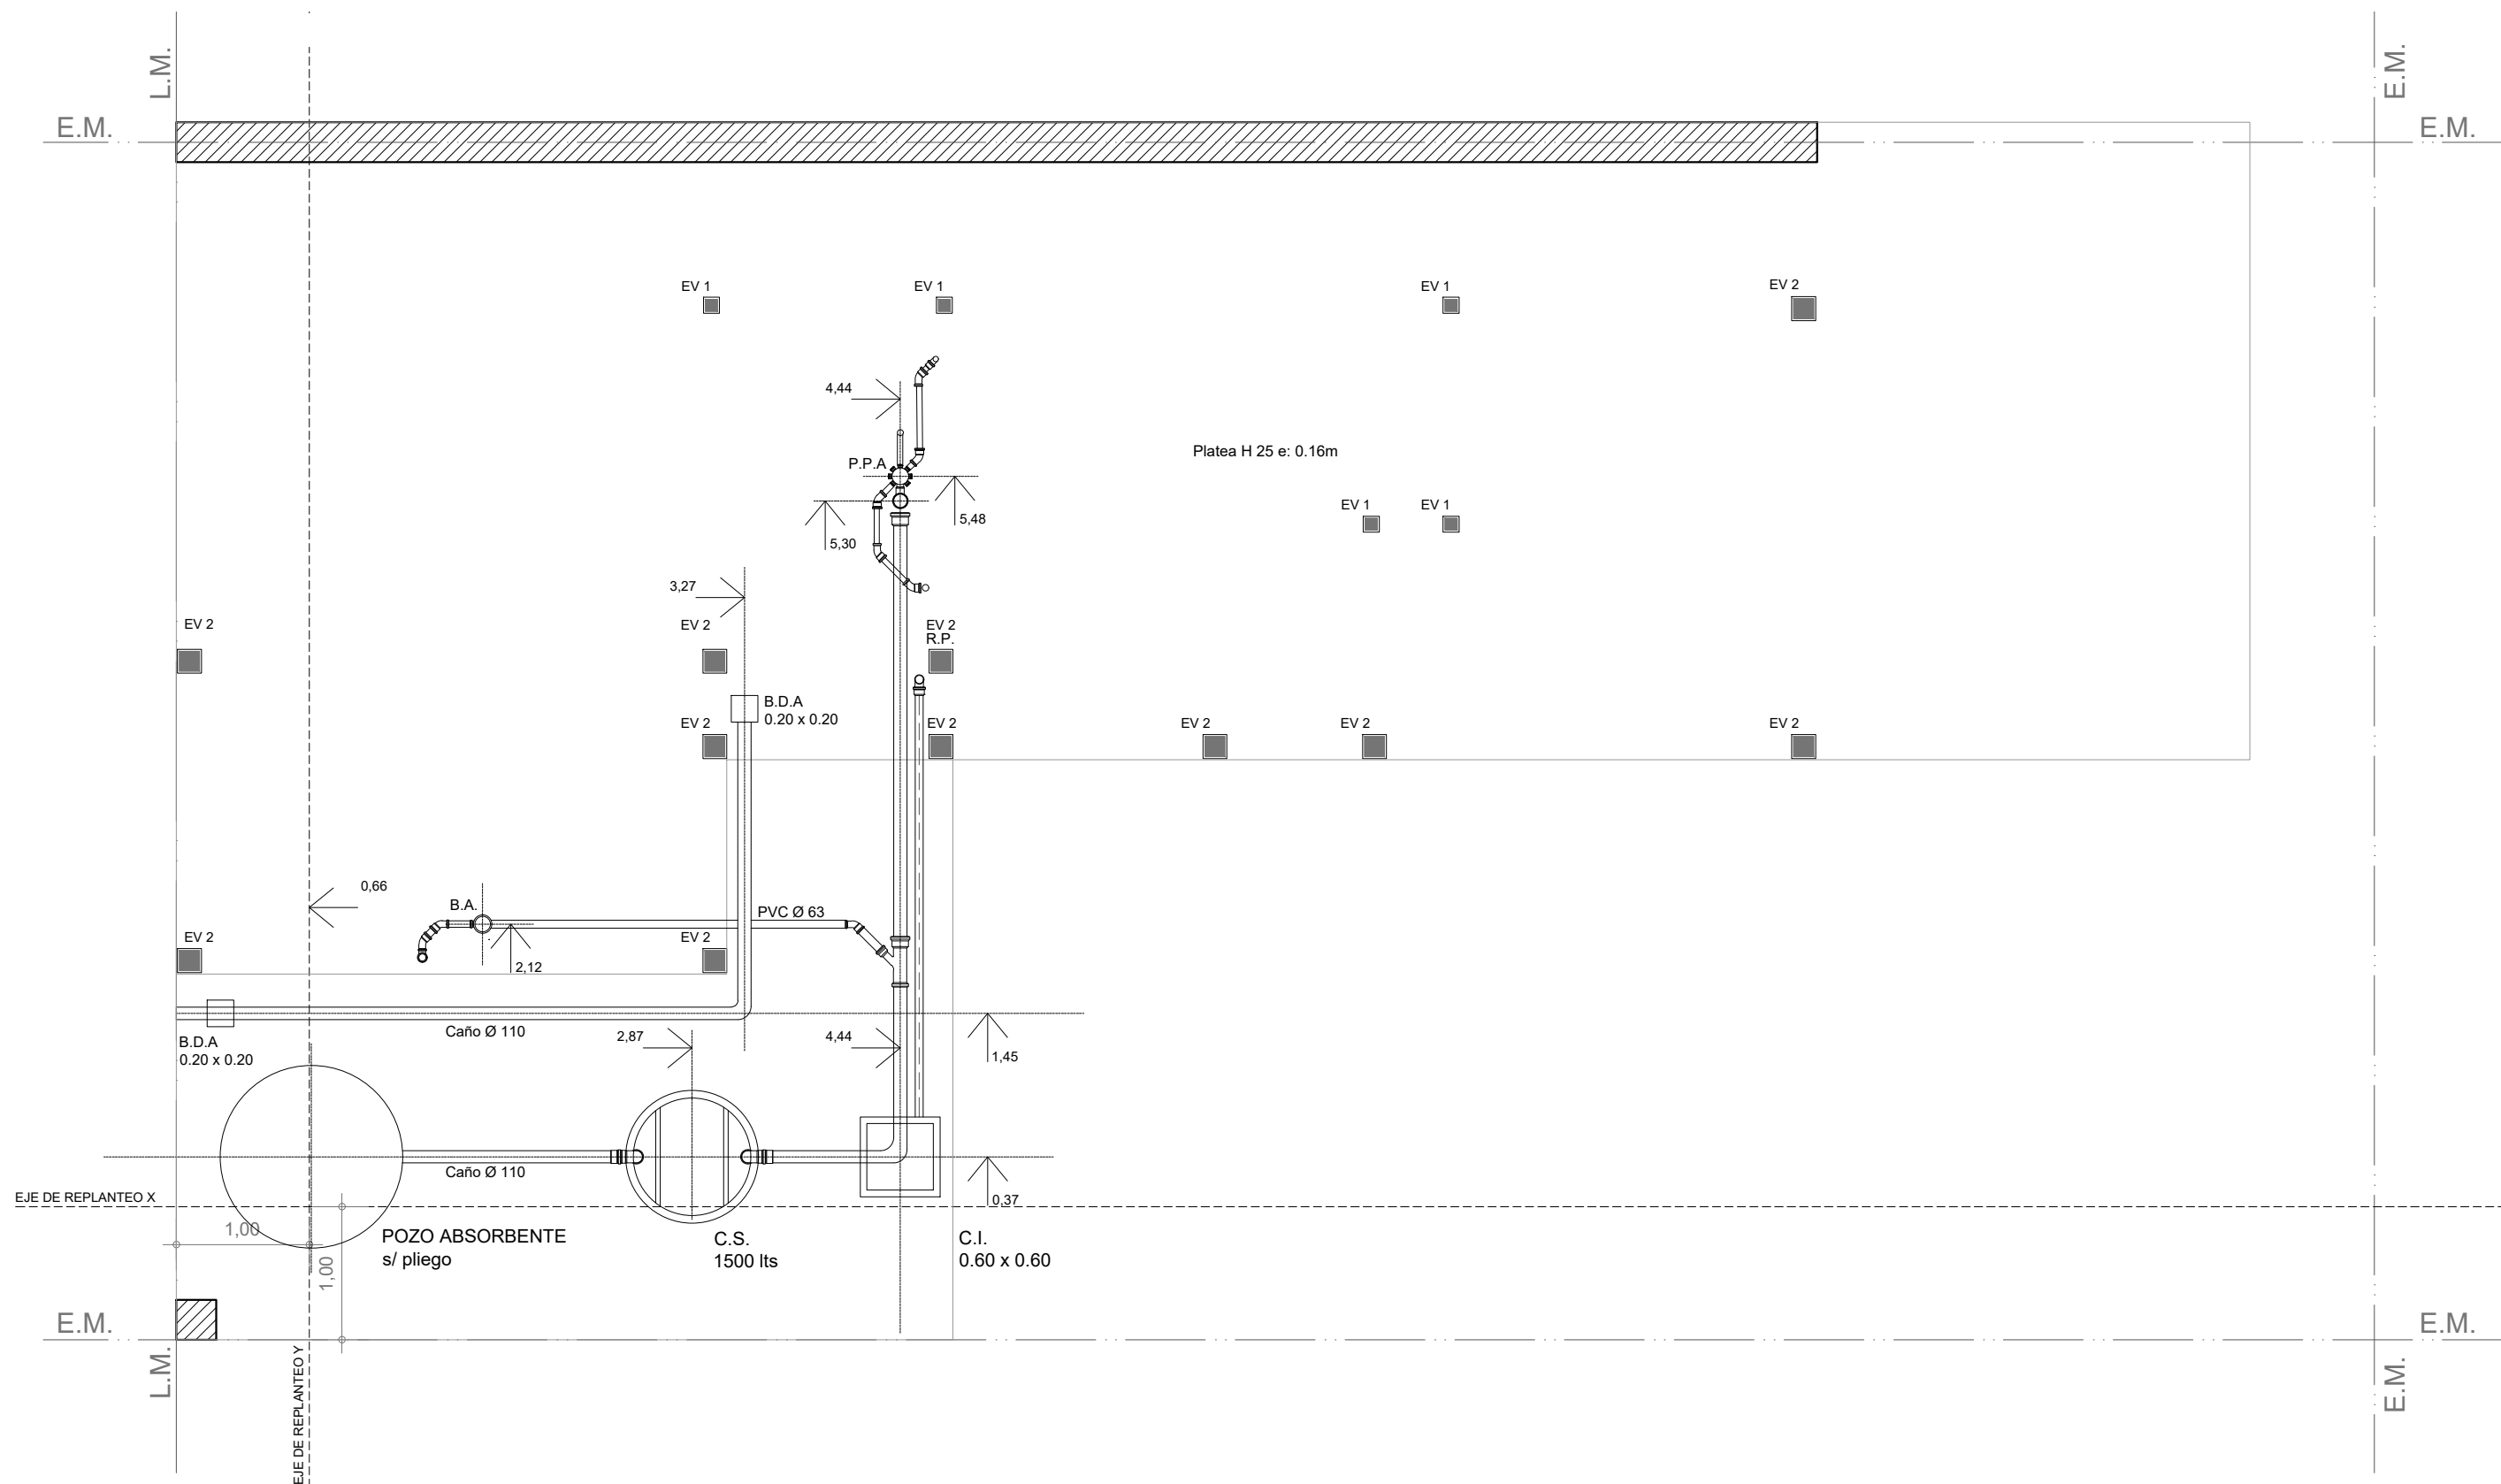 L.M.
E.M.
E.M.
E.M.
EV 1
EV 1
EV 1
EV 2
4,44
Platea H 25 e: 0.16m
P.P.A
5,48
5,30
EV 1
EV 1
3,27
EV 2
EV 2
EV 2
R.P.
B.D.A
0.20 x 0.20
EV 2
EV 2
EV 2
EV 2
EV 2
0,66
B.A.
PVC Ø 63
EV 2
EV 2
2,12
Caño Ø 110
2,87
4,44
1,45
B.D.A
0.20 x 0.20
Caño Ø 110
EJE DE REPLANTEO X
0,37
1,00
POZO ABSORBENTE
s/ pliego
C.S.
1500 lts
C.I.
0.60 x 0.60
1,00
E.M.
E.M.
L.M.
EJE DE REPLANTEO Y
E.M.